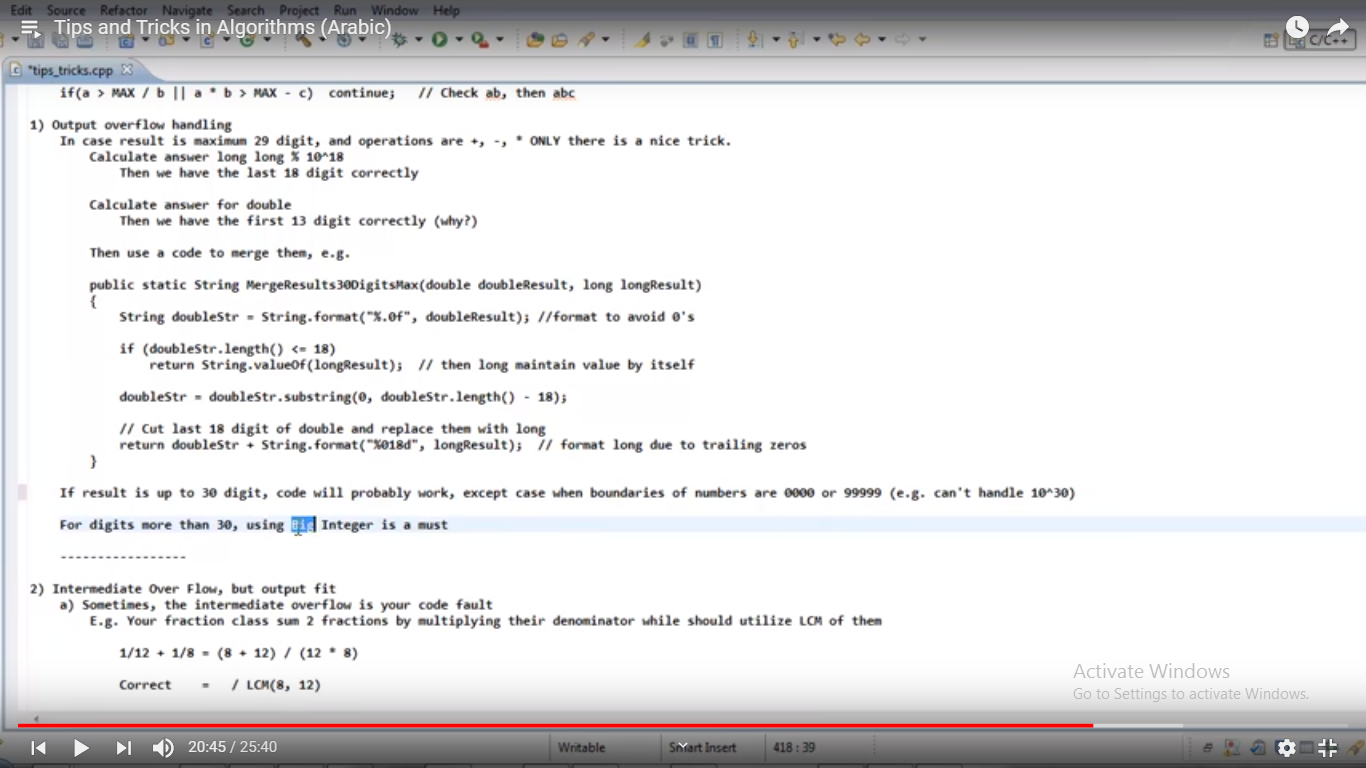 Edit Source Refactor Navigate Search Project Run Window Help
Tips and Tricks in Algorithms (Arabic)
C/C++
*tips_tricks.cpp
if(a > MAX / b || a * b > MAX - c) continue; // Check ab, then abc
1) Output overflow handling
In case result is maximum 29 digit, and operations are +, -, * ONLY there is a nice trick.
Calculate answer long long % 10^18
Then we have the last 18 digit correctly
Calculate answer for double
Then we have the first 13 digit correctly (why?)
Then use a code to merge them, e.g.
public static String MergeResults30DigitsMax(double doubleResult, long longResult)
{
String doubleStr = String.format("%.0f", doubleResult); //format to avoid 0's
if (doubleStr.length() <= 18)
return String.valueOf(longResult); // then long maintain value by itself
doubleStr = doubleStr.substring(0, doubleStr.length() - 18);
// Cut last 18 digit of double and replace them with long
return doubleStr + String.format("%018d", longResult); // format long due to trailing zeros
}
If result is up to 30 digit, code will probably work, except case when boundaries of numbers are 0000 or 99999 (e.g. can't handle 10^30)
For digits more than 30, using Big Integer is a must
-----------------
2) Intermediate Over Flow, but output fit
a) Sometimes, the intermediate overflow is your code fault
E.g. Your fraction class sum 2 fractions by multiplying their denominator while should utilize LCM of them
1/12 + 1/8 = (8 + 12) / (12 * 8)
Correct = / LCM(8, 12)
Activate Windows
Go to Settings to activate Windows.
20:45 / 25:40
Writable
Smart Insert
418 : 39